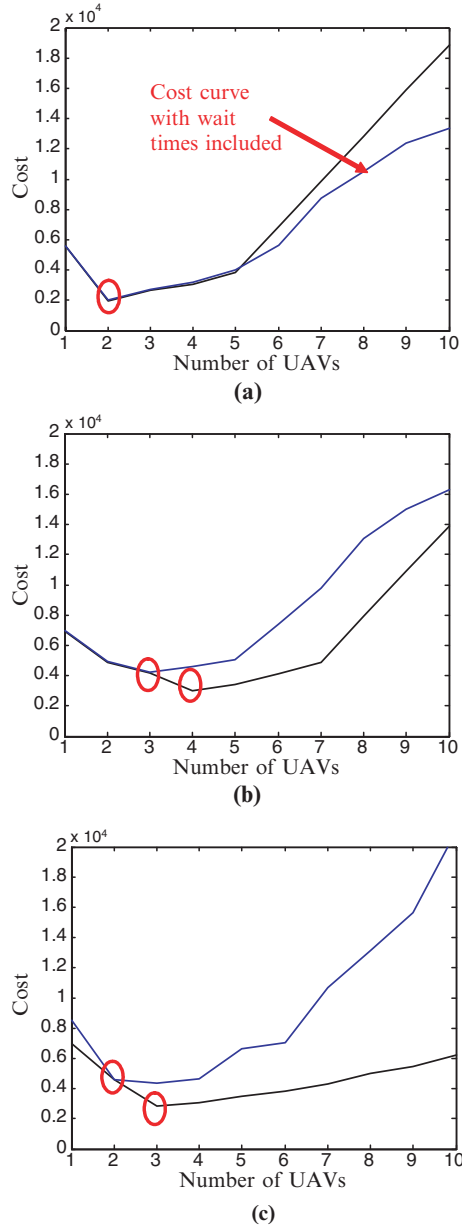 2 x 10^4
1.8
1.6
1.4
1.2
1
0.8
0.6
0.4
0.2
0
Cost
Cost curve
with wait
times included
1 2 3 4 5 6 7 8 9 10
Number of UAVs
(a)
2 x 10^4
1.8
1.6
1.4
1.2
1
0.8
0.6
0.4
0.2
0
Cost
1 2 3 4 5 6 7 8 9 10
Number of UAVs
(b)
2 x 10^4
1.8
1.6
1.4
1.2
1
0.8
0.6
0.4
0.2
0
Cost
1 2 3 4 5 6 7 8 9 10
Number of UAVs
(c)